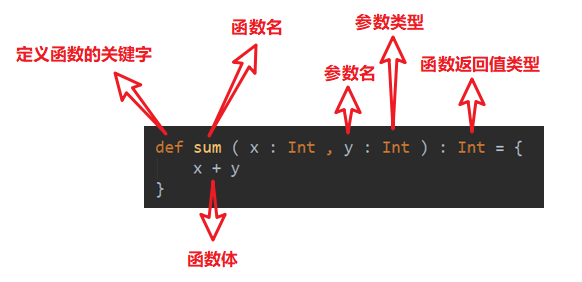 函数名
参数类型
定义函数的关键字
参数名
函数返回值类型
def sum ( x : Int , y : Int ) : Int = {
x + y
}
函数体